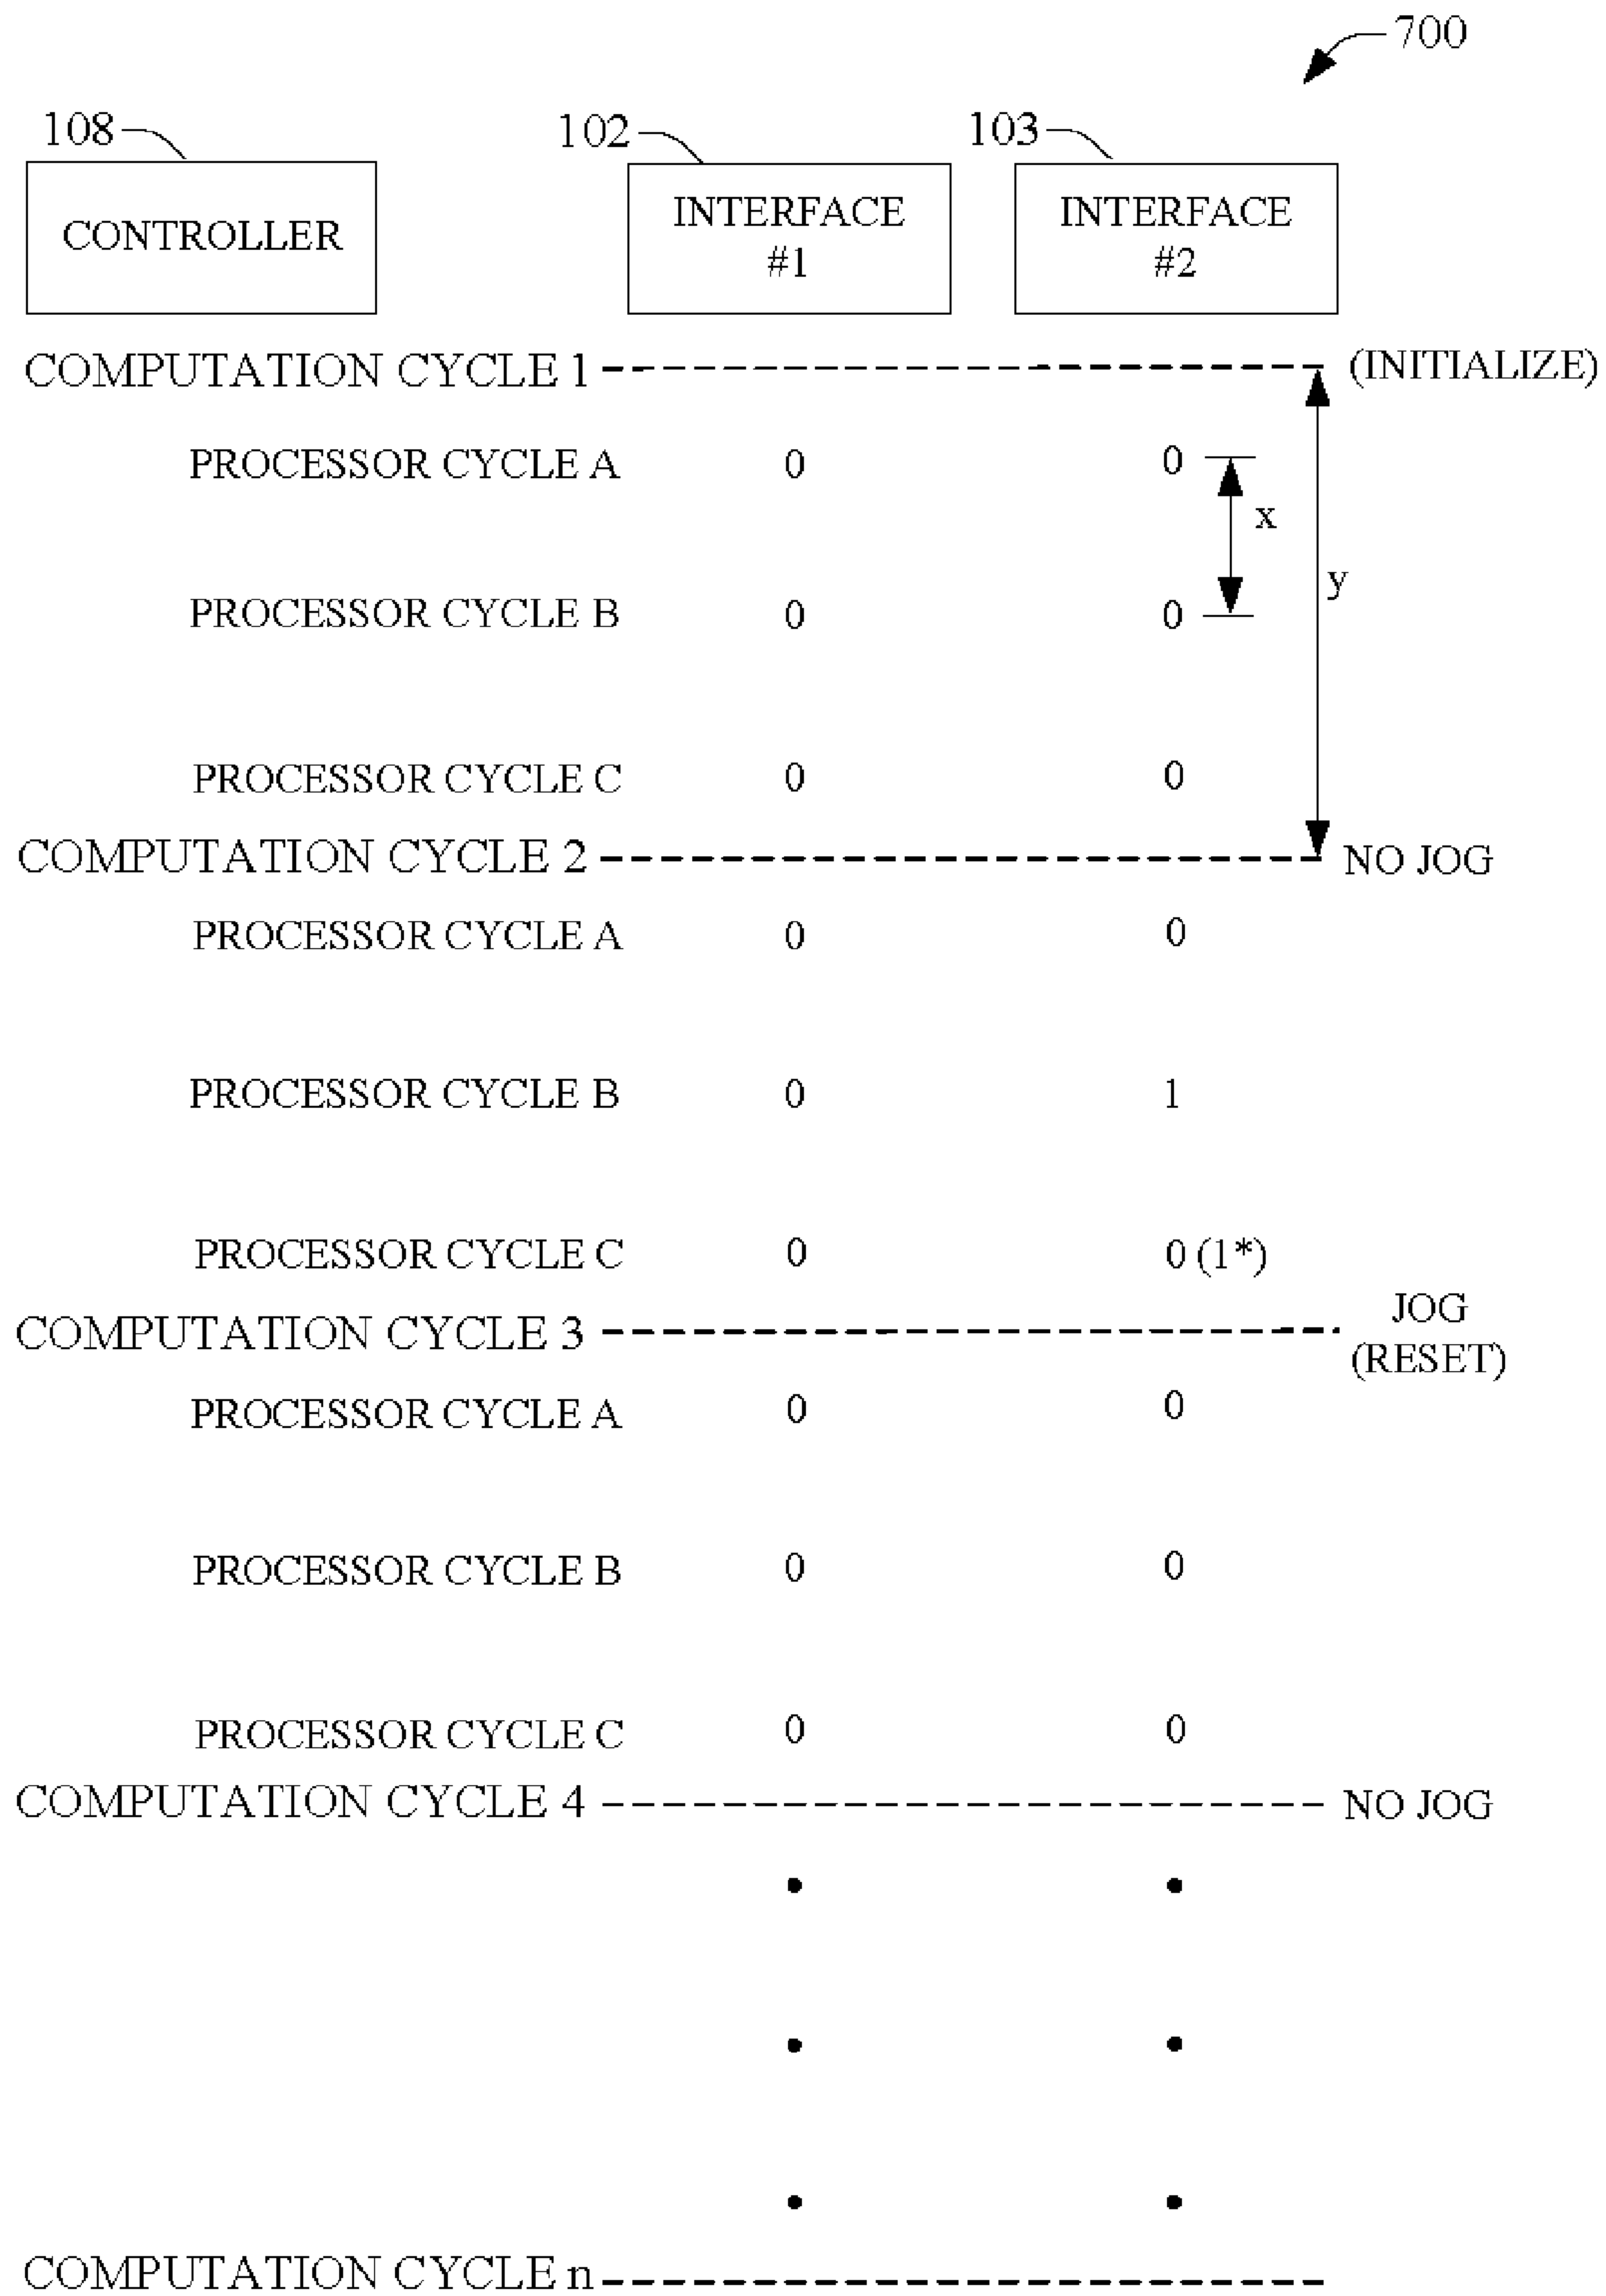 700
108
102
103
CONTROLLER
INTERFACE
#1
INTERFACE
#2
COMPUTATION CYCLE 1
(INITIALIZE)
PROCESSOR CYCLE A 0 0
x
y
PROCESSOR CYCLE B 0 0
PROCESSOR CYCLE C 0 0
COMPUTATION CYCLE 2
NO JOG
PROCESSOR CYCLE A 0 0
PROCESSOR CYCLE B 0 1
PROCESSOR CYCLE C 0 0 (1*)
COMPUTATION CYCLE 3
JOG
(RESET)
PROCESSOR CYCLE A 0 0
PROCESSOR CYCLE B 0 0
PROCESSOR CYCLE C 0 0
COMPUTATION CYCLE 4
NO JOG
COMPUTATION CYCLE n